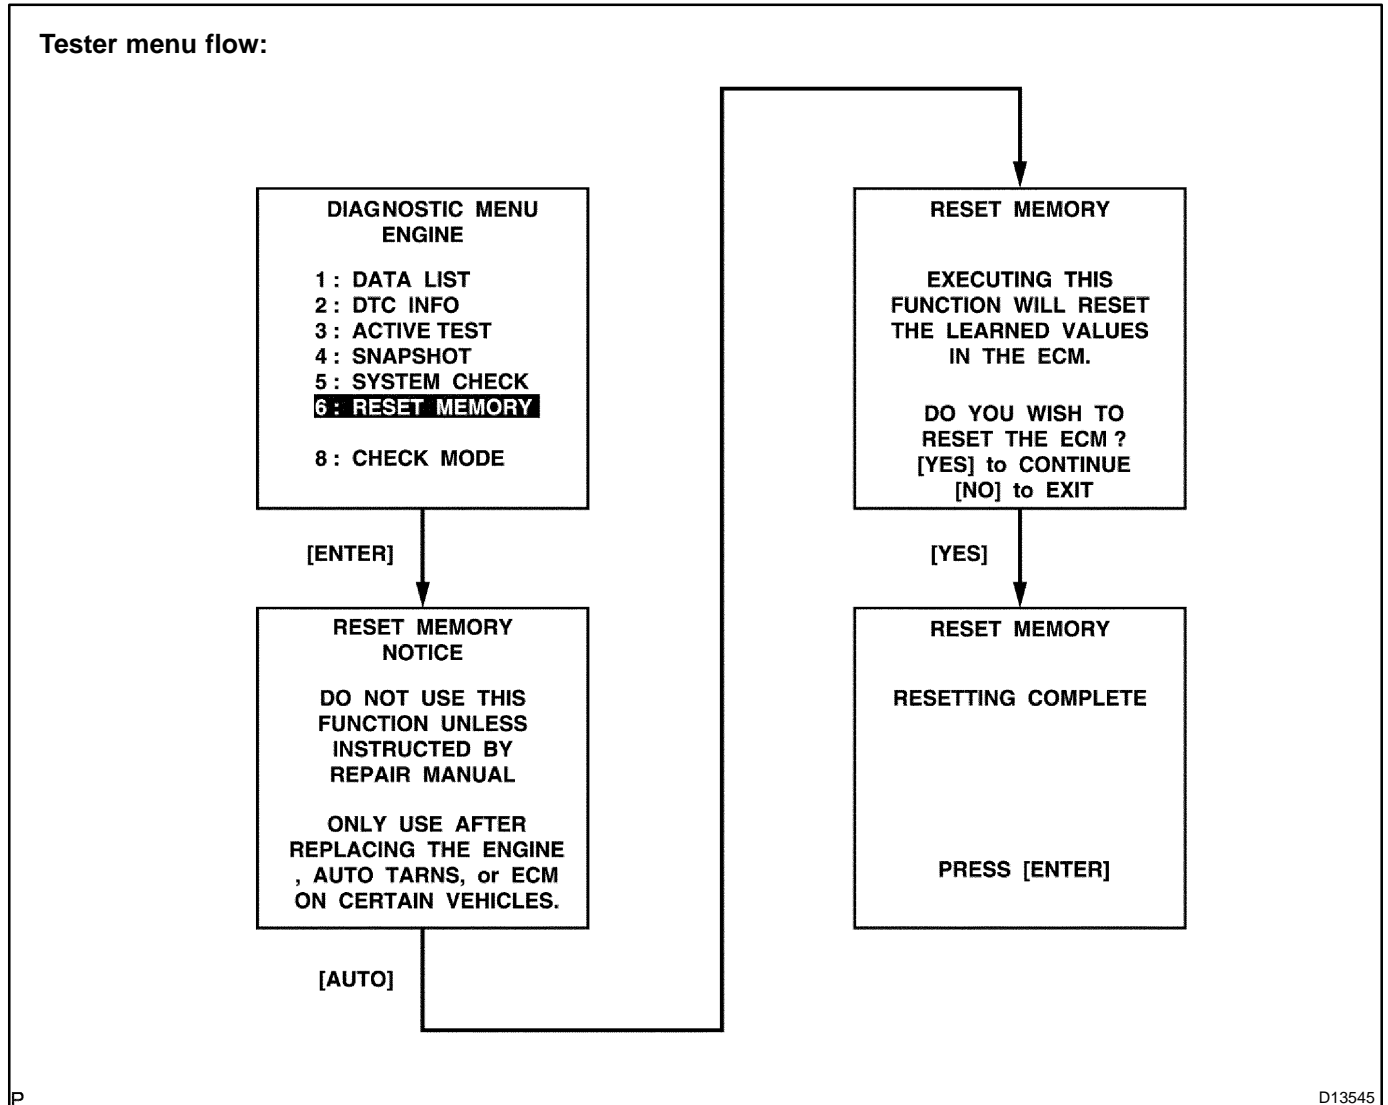 Tester menu flow:
DIAGNOSTIC MENU
ENGINE
1 : DATA LIST
2 : DTC INFO
3 : ACTIVE TEST
4 : SNAPSHOT
5 : SYSTEM CHECK
6 : RESET MEMORY
8 : CHECK MODE
[ENTER]
RESET MEMORY
NOTICE
DO NOT USE THIS
FUNCTION UNLESS
INSTRUCTED BY
REPAIR MANUAL
ONLY USE AFTER
REPLACING THE ENGINE
, AUTO TARNS, or ECM
ON CERTAIN VEHICLES.
[AUTO]
RESET MEMORY
EXECUTING THIS
FUNCTION WILL RESET
THE LEARNED VALUES
IN THE ECM.
DO YOU WISH TO
RESET THE ECM ?
[YES] to CONTINUE
[NO] to EXIT
[YES]
RESET MEMORY
RESETTING COMPLETE
PRESS [ENTER]
P
D13545